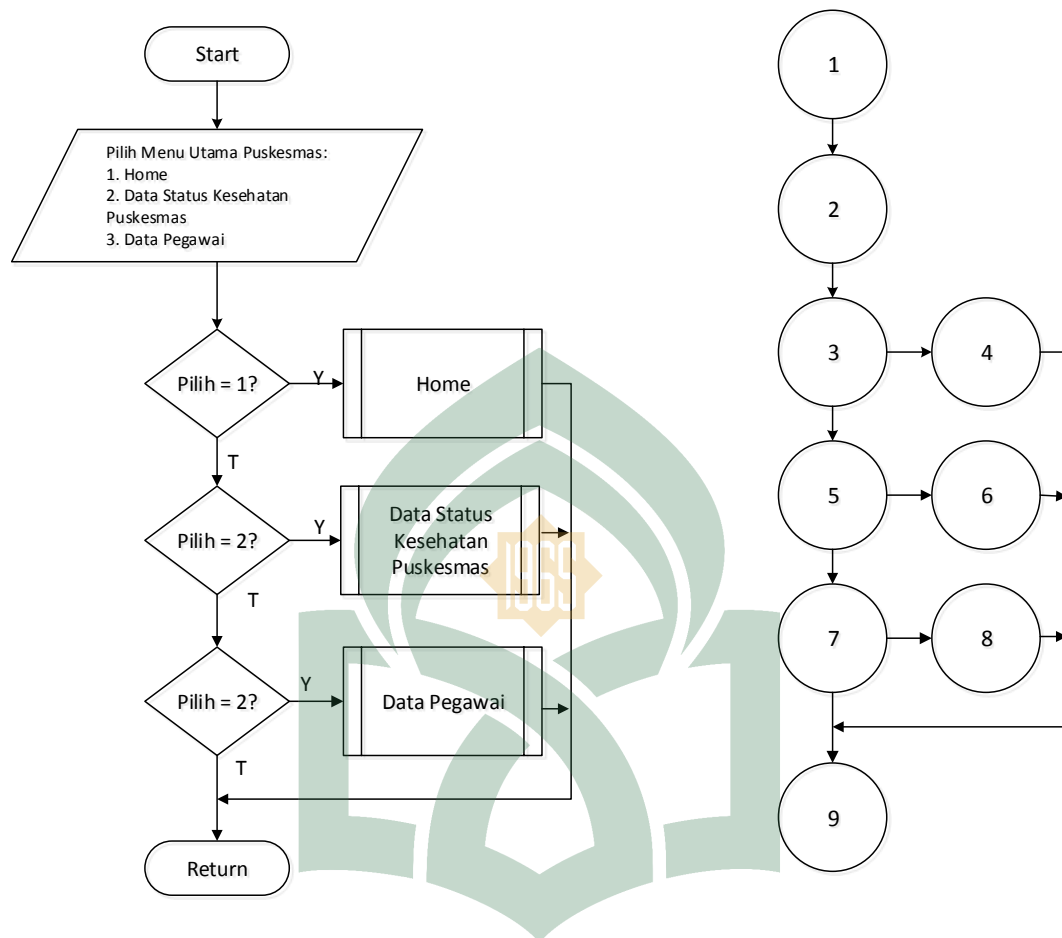 Start
Pilih Menu Utama Puskesmas:
1. Home
2. Data Status Kesehatan
Puskesmas
3. Data Pegawai
Pilih = 1?
Y
Home
T
Pilih = 2?
Y
Data Status
Kesehatan
Puskesmas
T
Pilih = 2?
Y
Data Pegawai
T
Return
1969
1
2
3
4
5
6
7
8
9